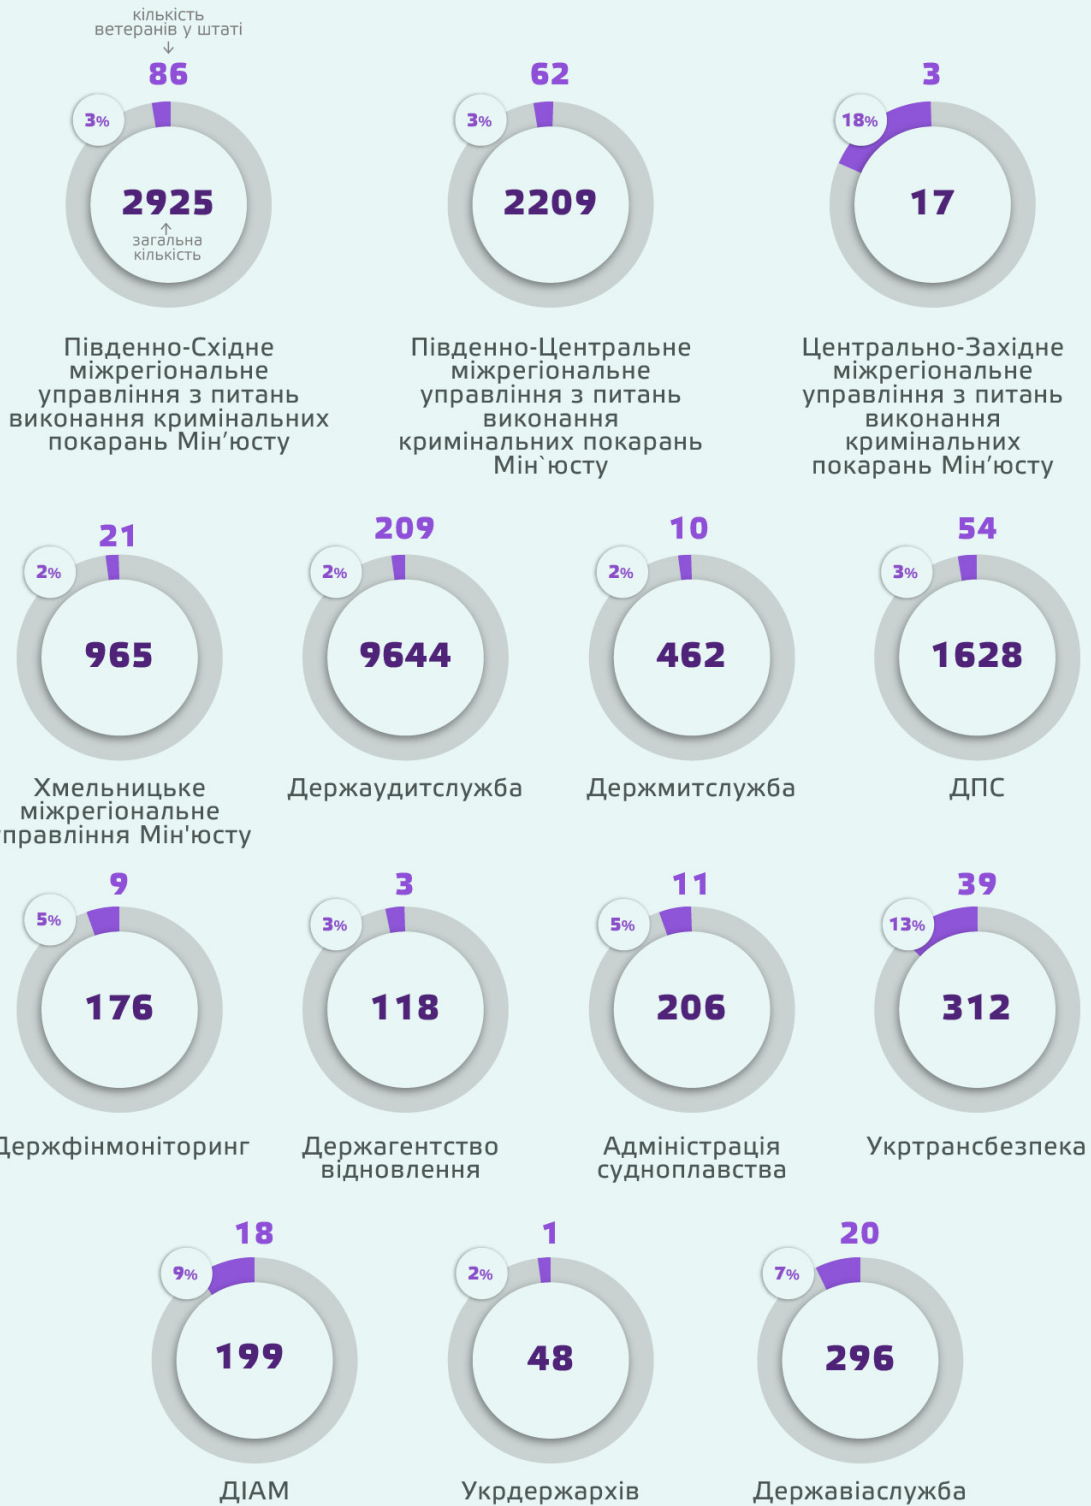 кількість
ветеранів у штаті
86
3%
2925
загальна
кількість
Південно-Східне
міжрегіональне
управління з питань
виконання кримінальних
покарань Мін’юсту
62
3%
2209
Південно-Центральне
міжрегіональне
управління з питань
виконання
кримінальних покарань
Мін`юсту
3
18%
17
Центрально-Західне
міжрегіональне
управління з питань
виконання
кримінальних
покарань Мін’юсту
21
2%
965
Хмельницьке
міжрегіональне
управління Мін'юсту
209
2%
9644
Держаудитслужба
10
2%
462
Держмитслужба
54
3%
1628
ДПС
9
5%
176
Держфінмоніторинг
3
3%
118
Держагентство
відновлення
11
5%
206
Адміністрація
судноплавства
39
13%
312
Укртрансбезпека
18
9%
199
ДІАМ
1
2%
48
Укрдержархів
20
7%
296
Державіаслужба